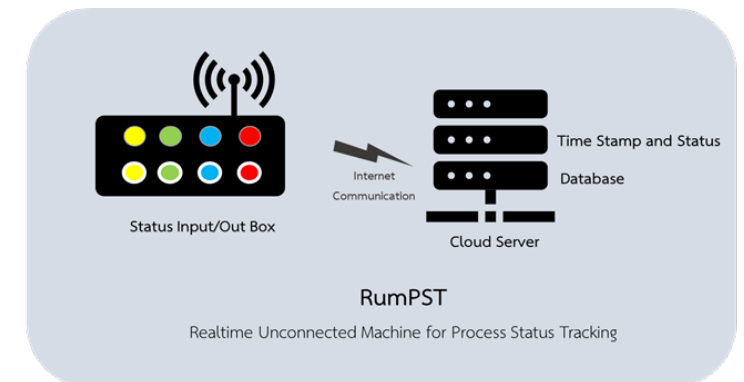 Time Stamp and Status
Internet
Communication
Database
Status Input/Out Box
Cloud Server
RumPST
Realtime Unconnected Machine for Process Status Tracking